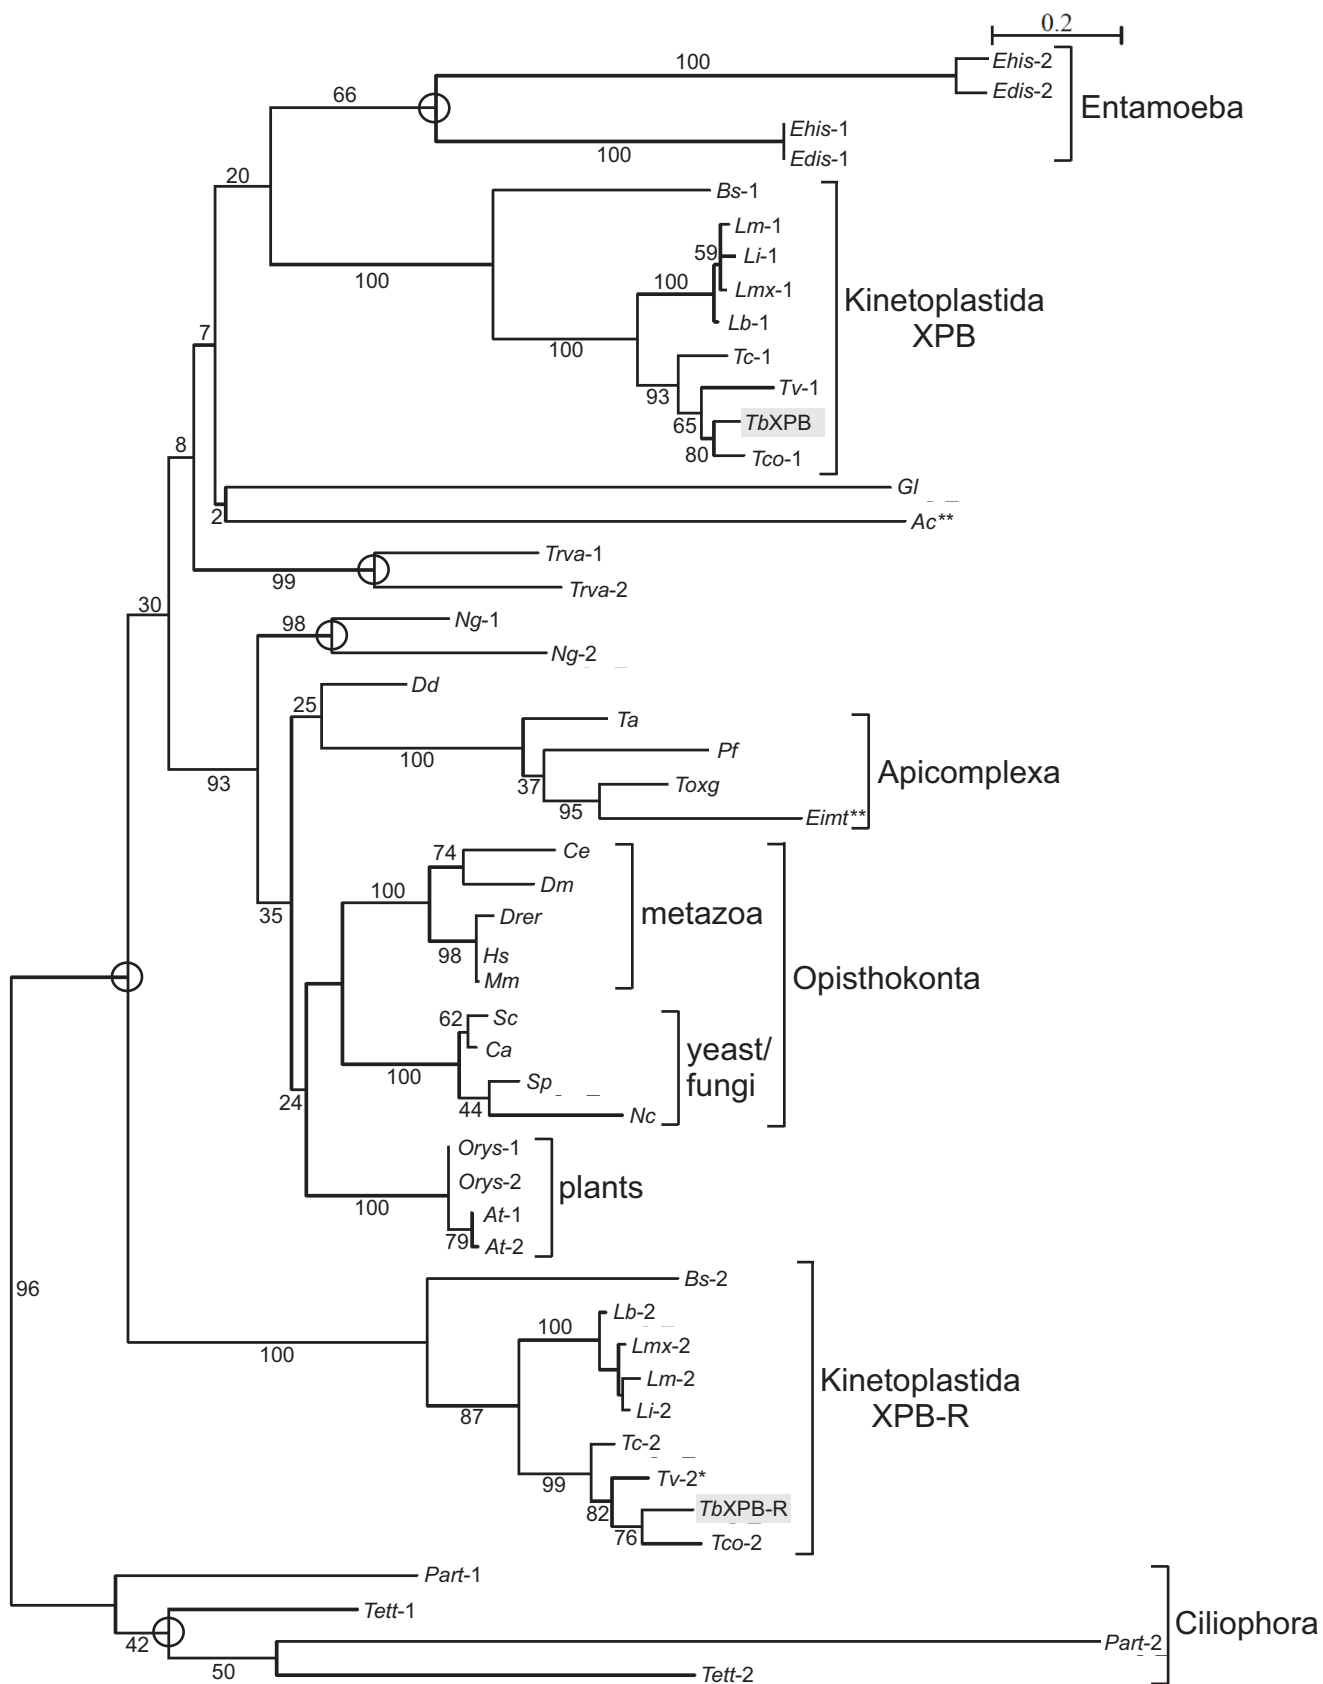 0.2
100
Ehis-2
Edis-2
Entamoeba
66
Ehis-1
100
Edis-1
20
Bs-1
Lm-1
59
Li-1
100
100
Lmx-1
Kinetoplastida
XPB
Lb-1
7
100
Tc-1
Tv-1
93
65
TbXPB
8
80
Tco-1
Gl
2
Ac**
Trva-1
99
Trva-2
30
98
Ng-1
Ng-2
Dd
25
Ta
100
Pf
37
Toxg
Apicomplexa
93
95
Eimt**
74
Ce
Dm
100
35
Drer
metazoa
98
Hs
Mm
Opisthokonta
62
Sc
Ca
yeast/
fungi
100
Sp
24
44
Nc
Orys-1
Orys-2
plants
100
At-1
79
At-2
96
Bs-2
Lb-2
100
Lmx-2
100
Lm-2
Kinetoplastida
XPB-R
87
Li-2
Tc-2
99
Tv-2*
82
TbXPB-R
76
Tco-2
Part-1
Tett-1
Ciliophora
42
Part-2
50
Tett-2